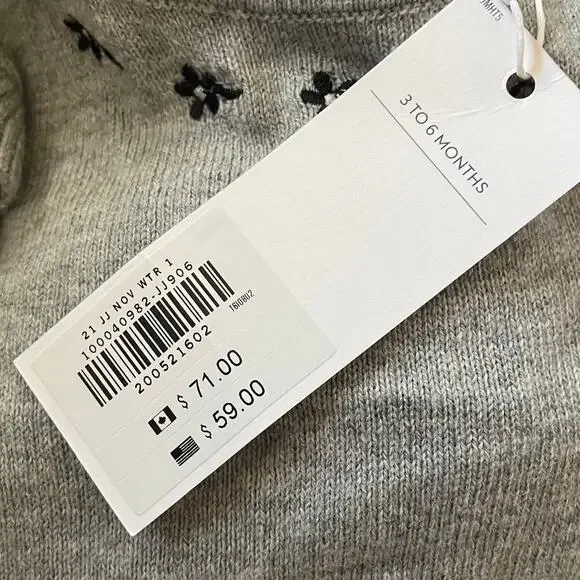 3 TO 6 MONTHS
21 JJ NOV WTR 1
100040982-JJ906
200521602
$ 71.00
$ 59.00